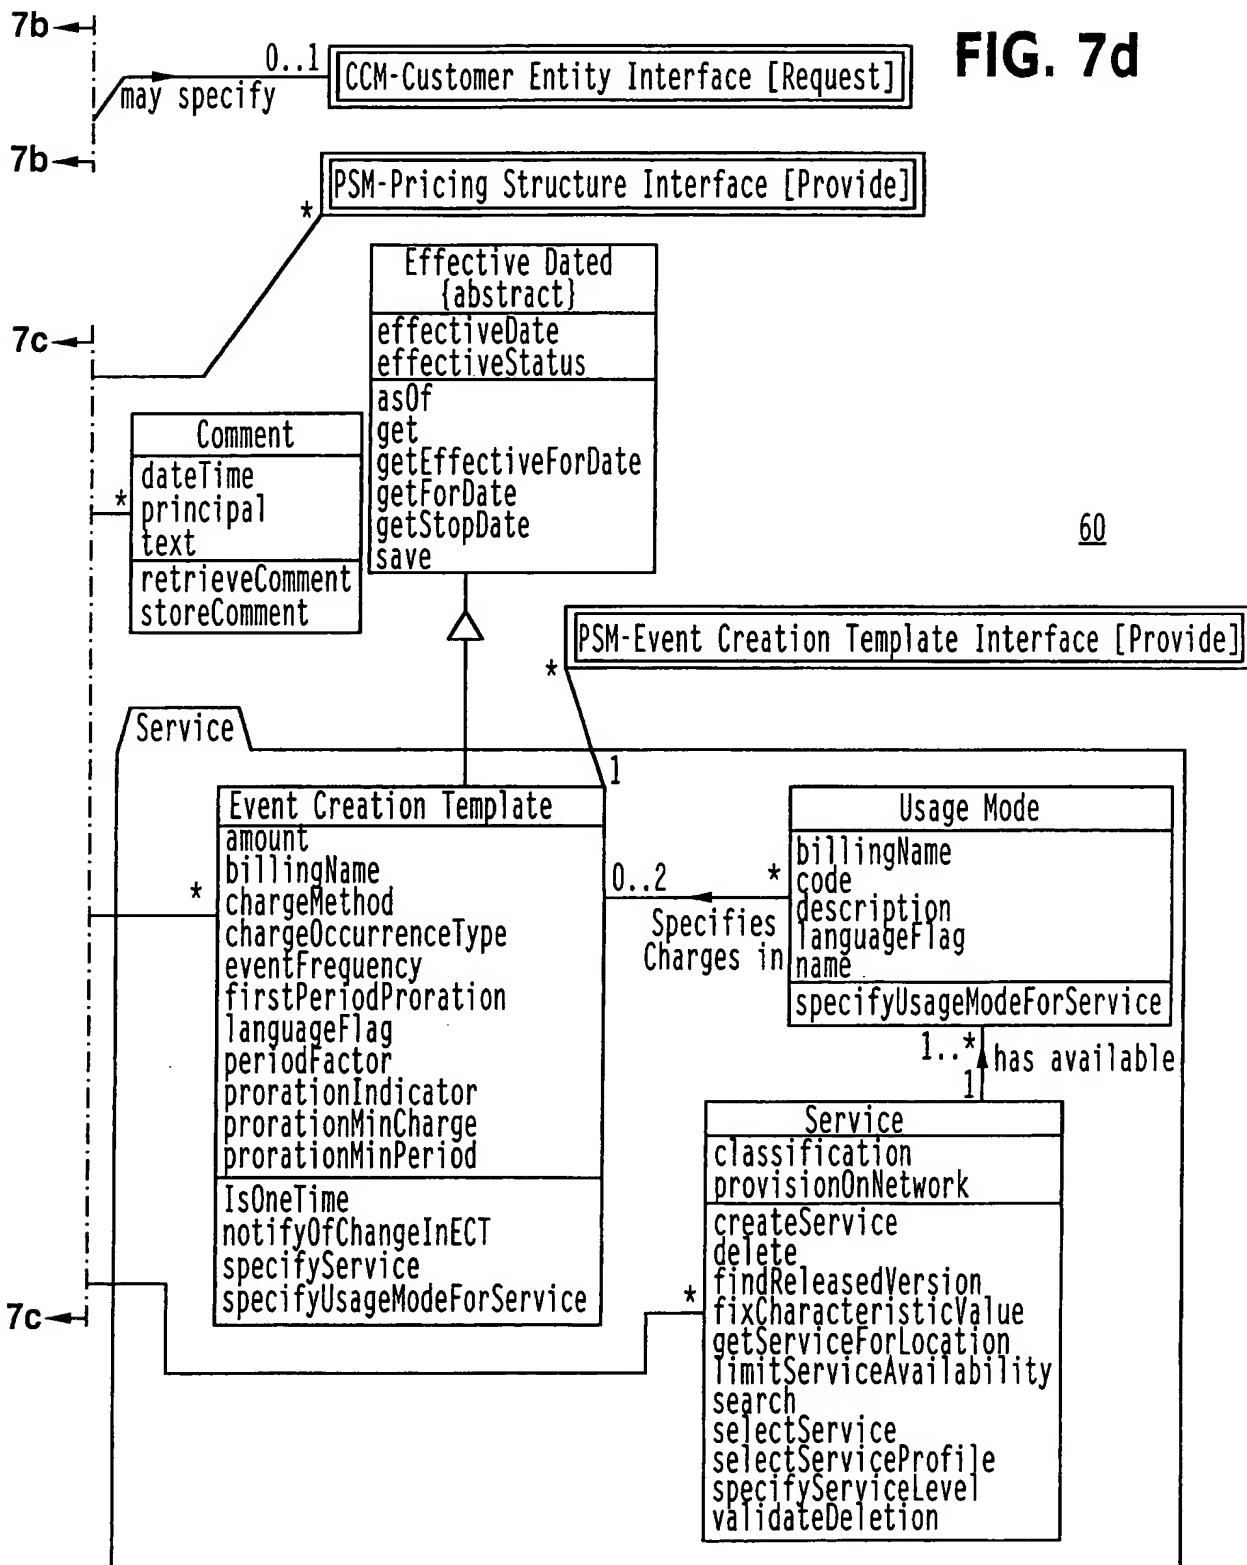 7b
FIG. 7d
0..1
CCM-Customer Entity Interface [Request]
may specify
7b
PSM-Pricing Structure Interface [Provide]
*
Effective Dated
{abstract}
effectiveDate
effectiveStatus
asOf
get
getEffectiveForDate
getForDate
getStopDate
save
7c
Comment
dateTime
principal
text
retrieveComment
storeComment
*
60
PSM-Event Creation Template Interface [Provide]
*
1
Service
Event Creation Template
amount
billingName
chargeMethod
chargeOccurrenceType
eventFrequency
firstPeriodProration
languageFlag
periodFactor
prorationIndicator
prorationMinCharge
prorationMinPeriod
IsOneTime
notifyOfChangeInECT
specifyService
specifyUsageModeForService
*
0..2
*
Specifies
Charges in
Usage Mode
billingName
code
description
languageFlag
name
specifyUsageModeForService
1..*
has available
1
Service
classification
provisionOnNetwork
createService
delete
findReleasedVersion
fixCharacteristicValue
getServiceForLocation
limitServiceAvailability
search
selectService
selectServiceProfile
specifyServiceLevel
validateDeletion
*
7c